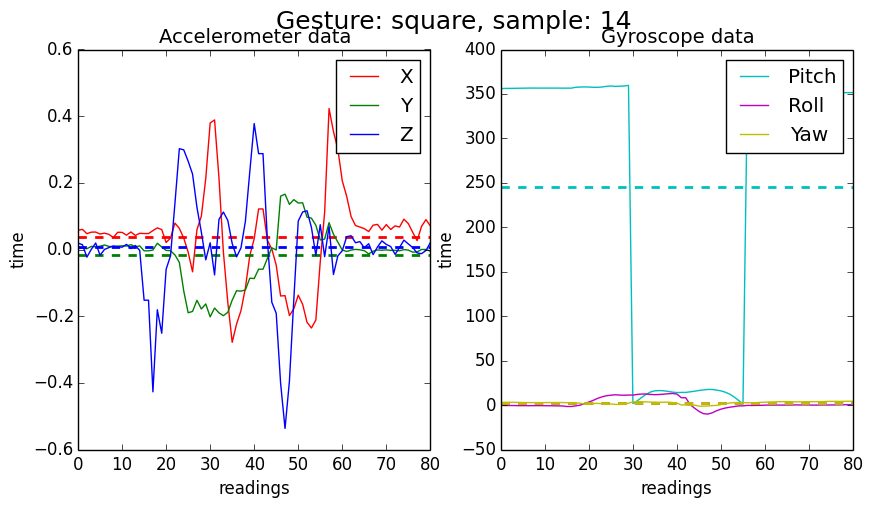 Gesture: square, sample: 14
Accelerometer data
0.6
0.4
0.2
0.0
−0.2
−0.4
−0.6
time
0 10 20 30 40 50 60 70 80
readings
X
Y
Z
Gyroscope data
400
350
300
250
200
150
100
50
0
−50
time
0 10 20 30 40 50 60 70 80
readings
Pitch
Roll
Yaw